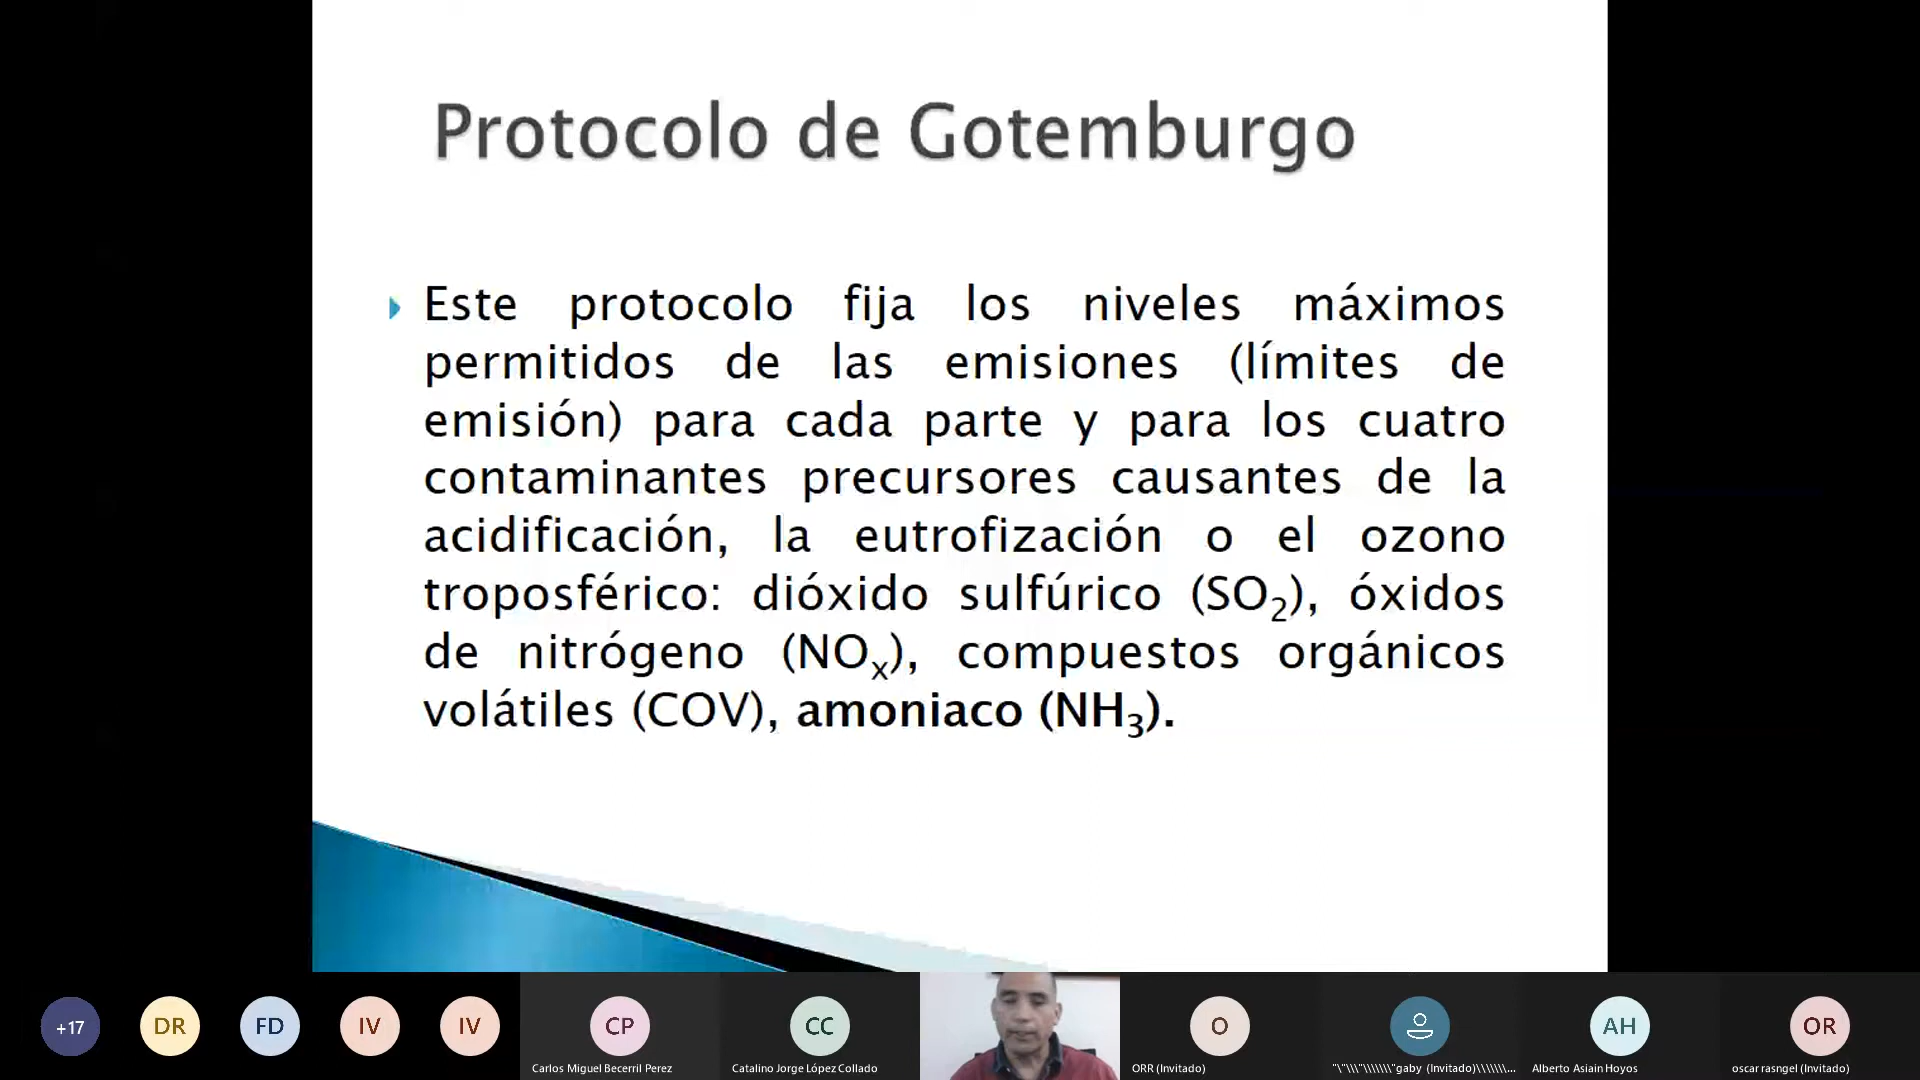 Protocolo de Gotemburgo
Este protocolo fija los niveles máximos
permitidos de las emisiones (límites de
emisión) para cada parte y para los cuatro
contaminantes precursores causantes de la
acidificación, la eutrofización o el ozono
troposférico: dióxido sulfúrico (SO₂), óxidos
de nitrógeno (NOₓ), compuestos orgánicos
volátiles (COV), amoniaco (NH₃).
+17
DR
FD
IV
IV
CP
CC
O
AH
OR
Carlos Miguel Becerril Perez
Catalino Jorge López Collado
ORR (Invitado)
"\"\\\"\\\\\\\"gaby (Invitado)\\\\\\\...
Alberto Asiain Hoyos
oscar rasngel (Invitado)